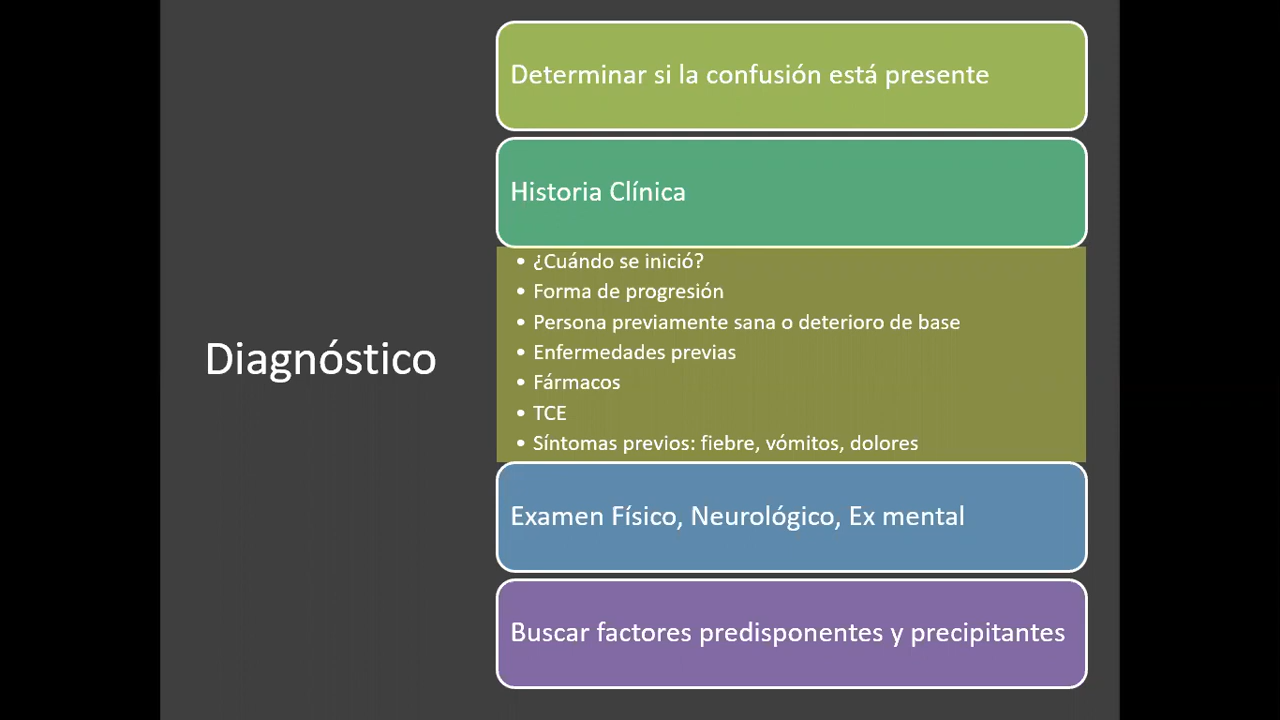 Diagnóstico
Determinar si la confusión está presente
Historia Clínica
• ¿Cuándo se inició?
• Forma de progresión
• Persona previamente sana o deterioro de base
• Enfermedades previas
• Fármacos
• TCE
• Síntomas previos: fiebre, vómitos, dolores
Examen Físico, Neurológico, Ex mental
Buscar factores predisponentes y precipitantes